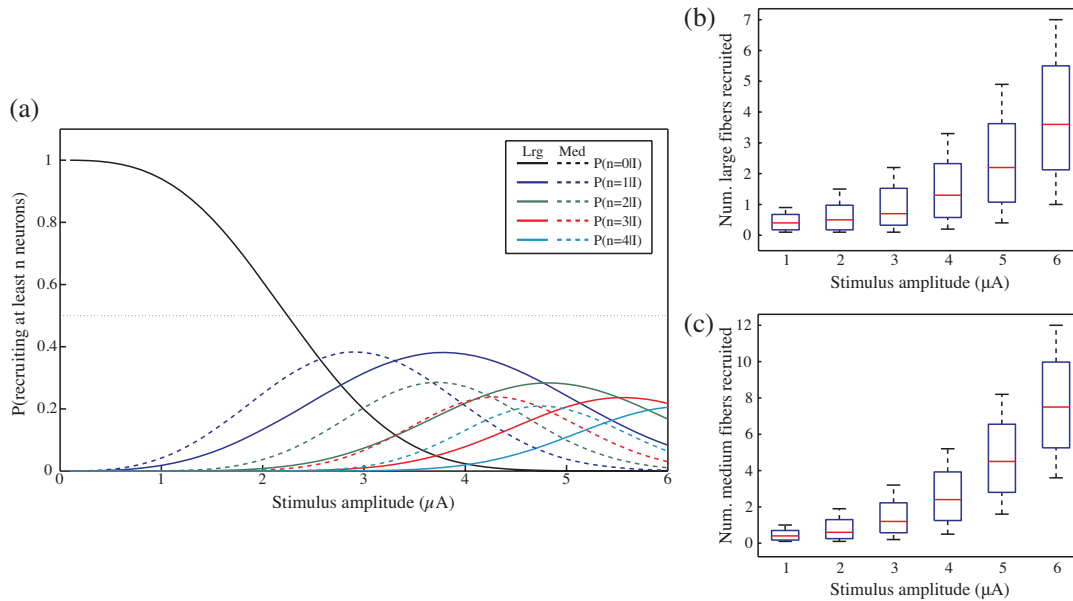 (a)
P(recruiting at least n neurons)
1
0.8
0.6
0.4
0.2
0
0 1 2 3 4 5 6
Stimulus amplitude (μA)
Lrg Med
P(n=0|I)
P(n=1|I)
P(n=2|I)
P(n=3|I)
P(n=4|I)
(b)
Num. large fibers recruited
7
6
5
4
3
2
1
0
1 2 3 4 5 6
Stimulus amplitude (μA)
(c)
Num. medium fibers recruited
12
10
8
6
4
2
0
1 2 3 4 5 6
Stimulus amplitude (μA)